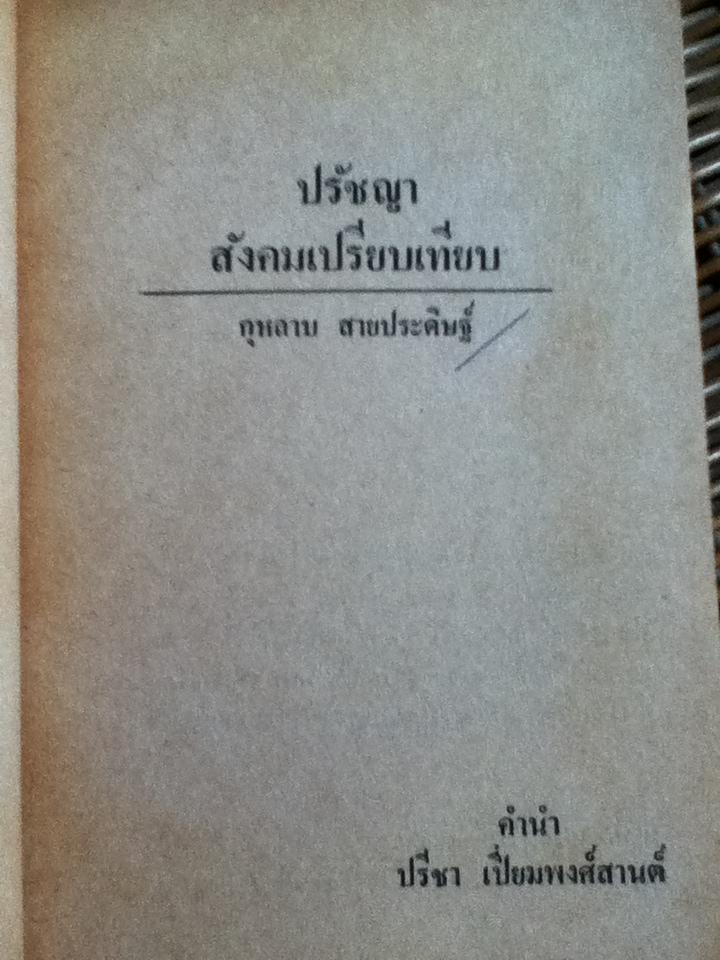 ปรัชญา
สังคมเปรียบเทียบ
กุหลาบ สายประดิษฐ์
คำนำ
ปรีชา เปี่ยมพงศ์สานต์